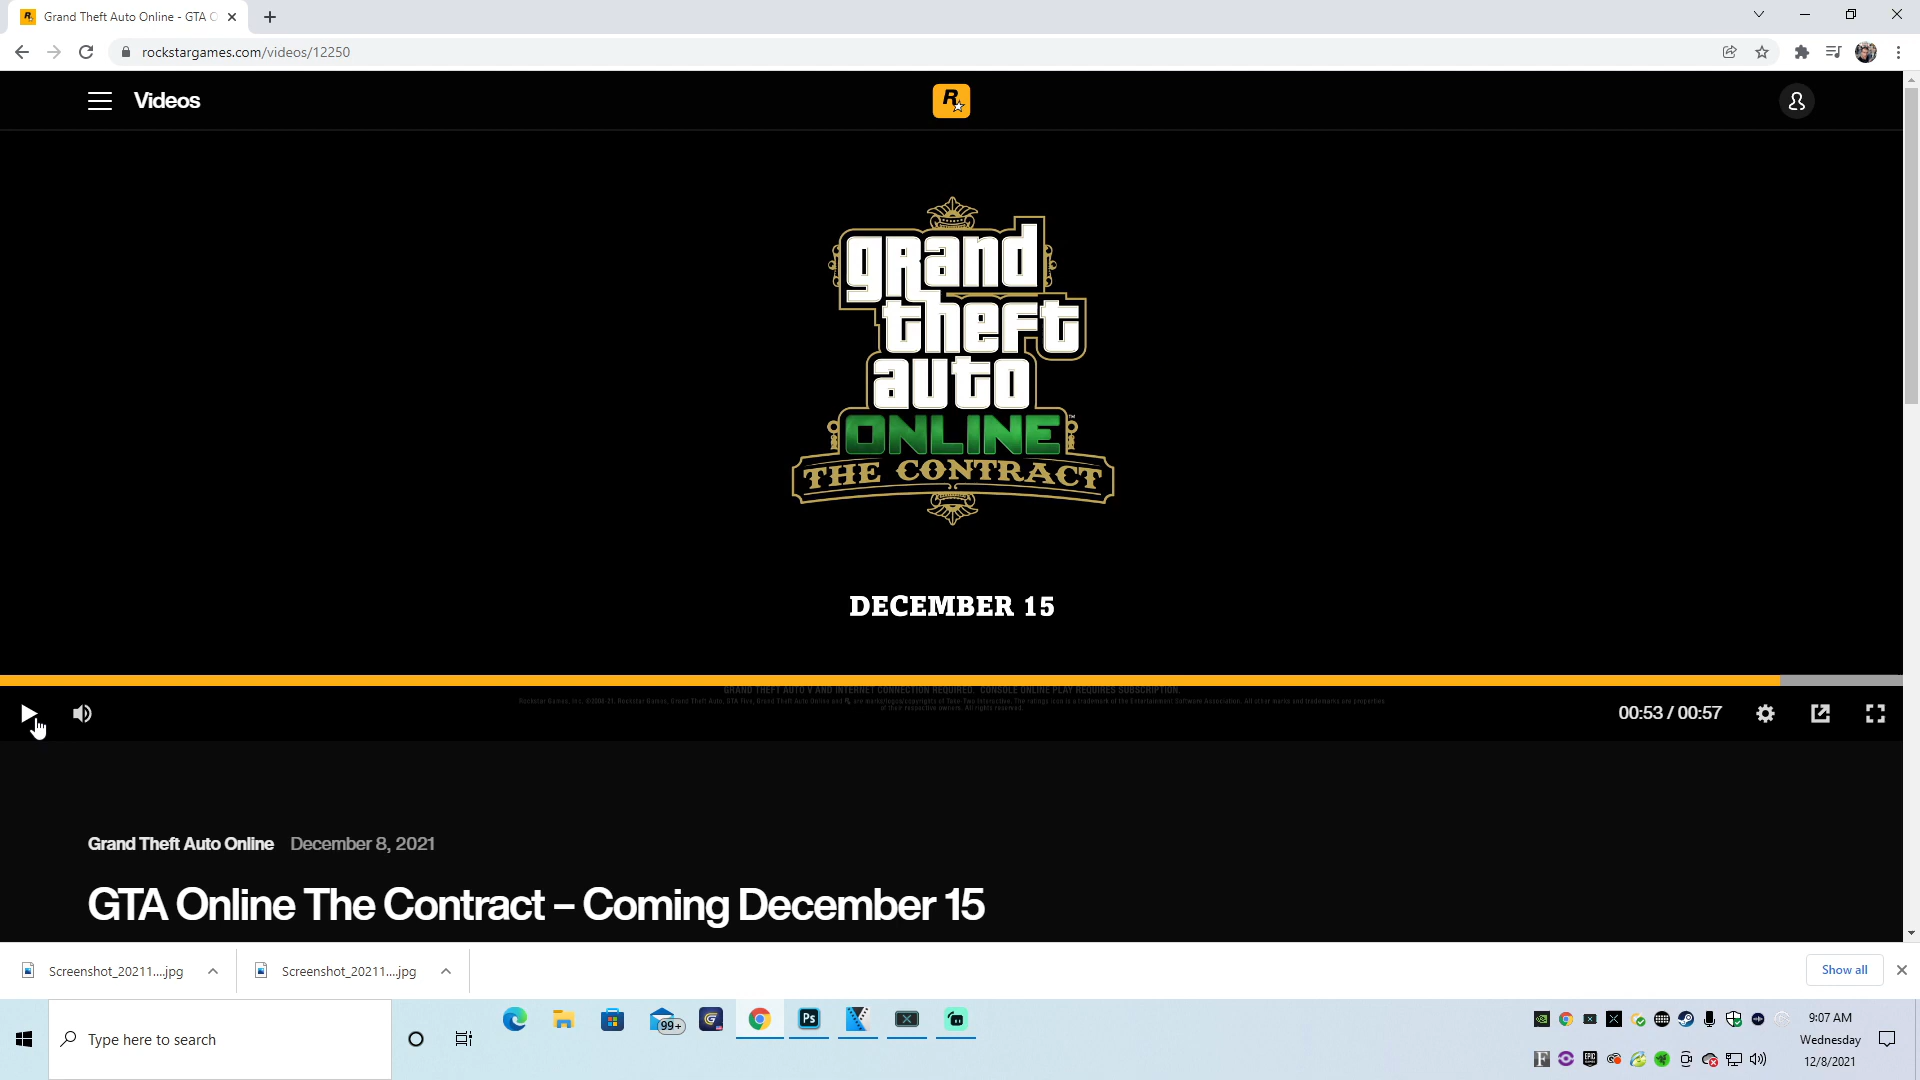 Grand Theft Auto Online - GTA O
rockstargames.com/videos/12250
Videos
R
grand
theft
auto
ONLINE
™
THE CONTRACT
DECEMBER 15
GRAND THEFT AUTO V AND INTERNET CONNECTION REQUIRED. CONSOLE ONLINE PLAY REQUIRES SUBSCRIPTION.
00:53 / 00:57
Grand Theft Auto Online December 8, 2021
GTA Online The Contract – Coming December 15
Screenshot_20211....jpg
Screenshot_20211....jpg
Show all
Type here to search
99+
Ps
9:07 AM
Wednesday
12/8/2021